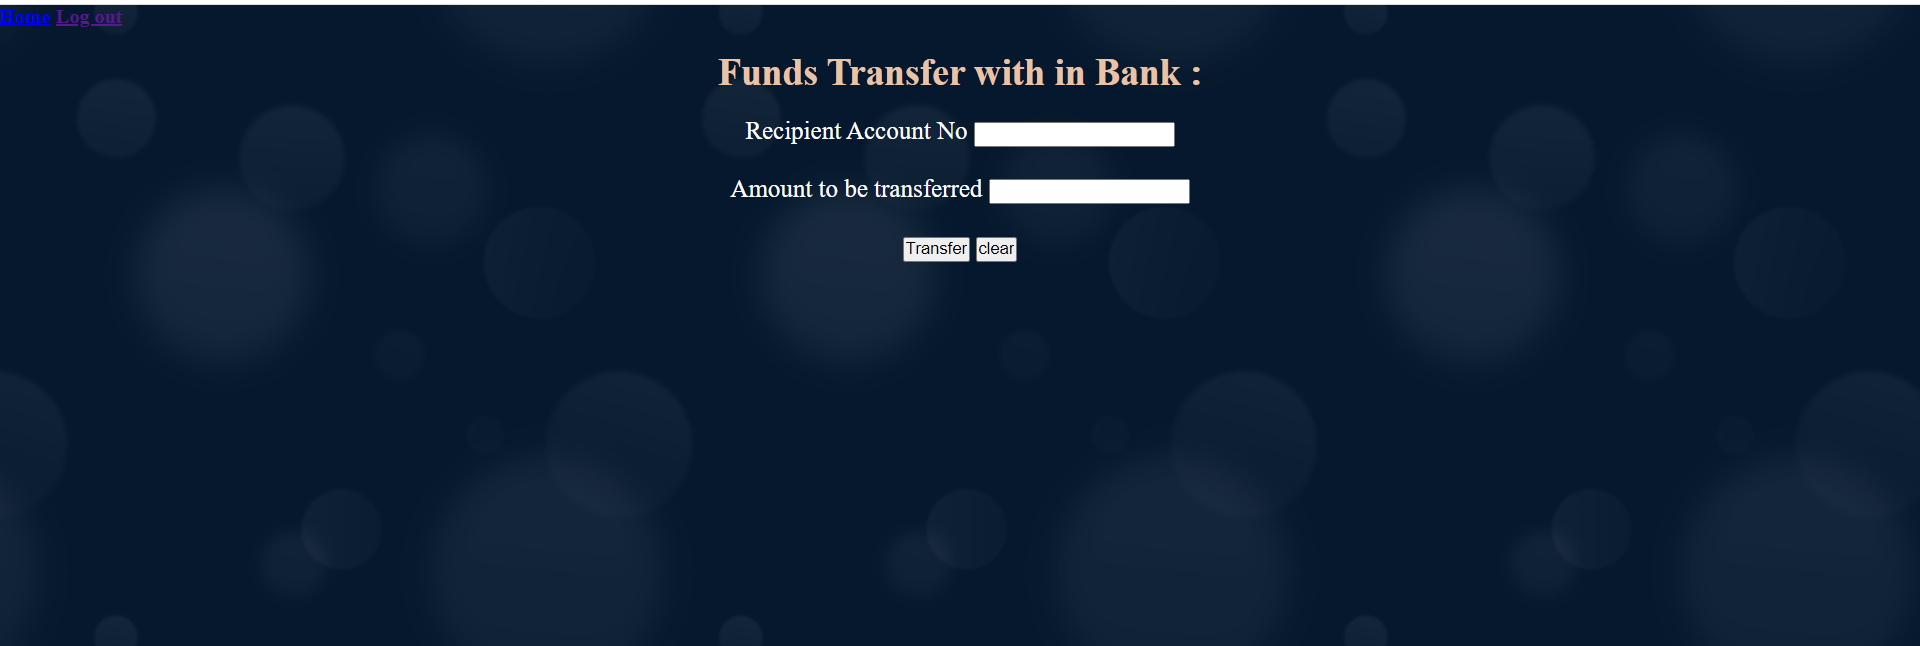 Home Log out
Funds Transfer with in Bank :
Recipient Account No
Amount to be transferred
Transfer clear